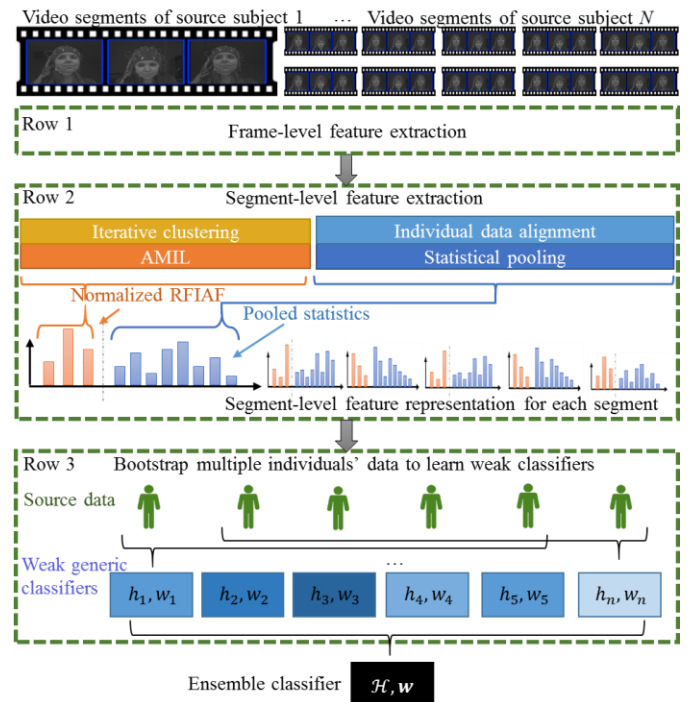 Video segments of source subject 1 ... Video segments of source subject N
Row 1
Frame-level feature extraction
Row 2
Segment-level feature extraction
Iterative clustering
Individual data alignment
AMIL
Statistical pooling
Normalized RFIAF
Pooled statistics
Segment-level feature representation for each segment
Row 3
Bootstrap multiple individuals' data to learn weak classifiers
Source data
Weak generic
classifiers
...
h₁, w₁
h₂, w₂
h₃, w₃
h₄, w₄
h₅, w₅
hₙ, wₙ
Ensemble classifier
ℋ, w